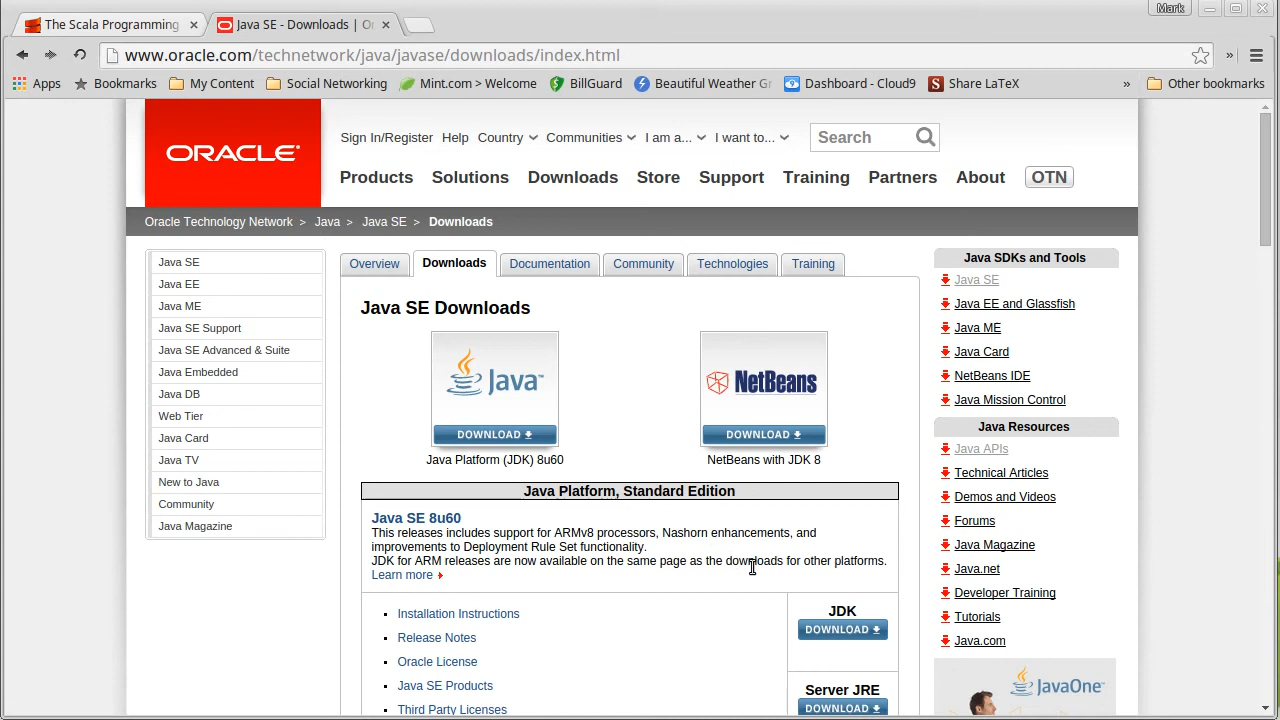 Mark
The Scala Programming
Java SE - Downloads | Or
www.oracle.com/technetwork/java/javase/downloads/index.html
Apps Bookmarks My Content Social Networking Mint.com > Welcome BillGuard Beautiful Weather Gr Dashboard - Cloud9 Share LaTeX » Other bookmarks
ORACLE
Sign In/Register Help Country Communities I am a... I want to... Search
Products Solutions Downloads Store Support Training Partners About OTN
Oracle Technology Network > Java > Java SE > Downloads
Java SE
Java EE
Java ME
Java SE Support
Java SE Advanced & Suite
Java Embedded
Java DB
Web Tier
Java Card
Java TV
New to Java
Community
Java Magazine
Overview Downloads Documentation Community Technologies Training
Java SE Downloads
Java
DOWNLOAD
Java Platform (JDK) 8u60
NetBeans
DOWNLOAD
NetBeans with JDK 8
Java Platform, Standard Edition
Java SE 8u60
This releases includes support for ARMv8 processors, Nashorn enhancements, and
improvements to Deployment Rule Set functionality.
JDK for ARM releases are now available on the same page as the downloads for other platforms.
Learn more
Installation Instructions
Release Notes
Oracle License
Java SE Products
Third Party Licenses
JDK
DOWNLOAD
Server JRE
DOWNLOAD
Java SDKs and Tools
Java SE
Java EE and Glassfish
Java ME
Java Card
NetBeans IDE
Java Mission Control
Java Resources
Java APIs
Technical Articles
Demos and Videos
Forums
Java Magazine
Java.net
Developer Training
Tutorials
Java.com
JavaOne